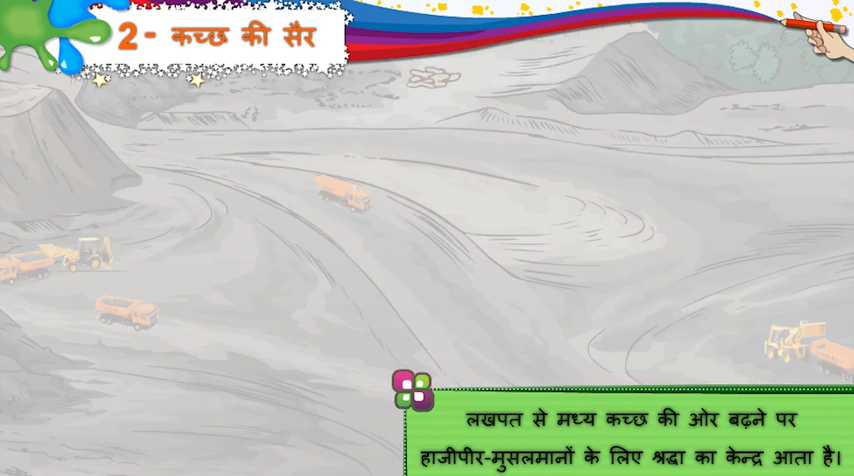 2- कच्छ की सैर
लखपत से मध्य कच्छ की ओर बढ़ने पर
हाजीपीर-मुसलमानों के लिए श्रद्धा का केन्द्र आता है।